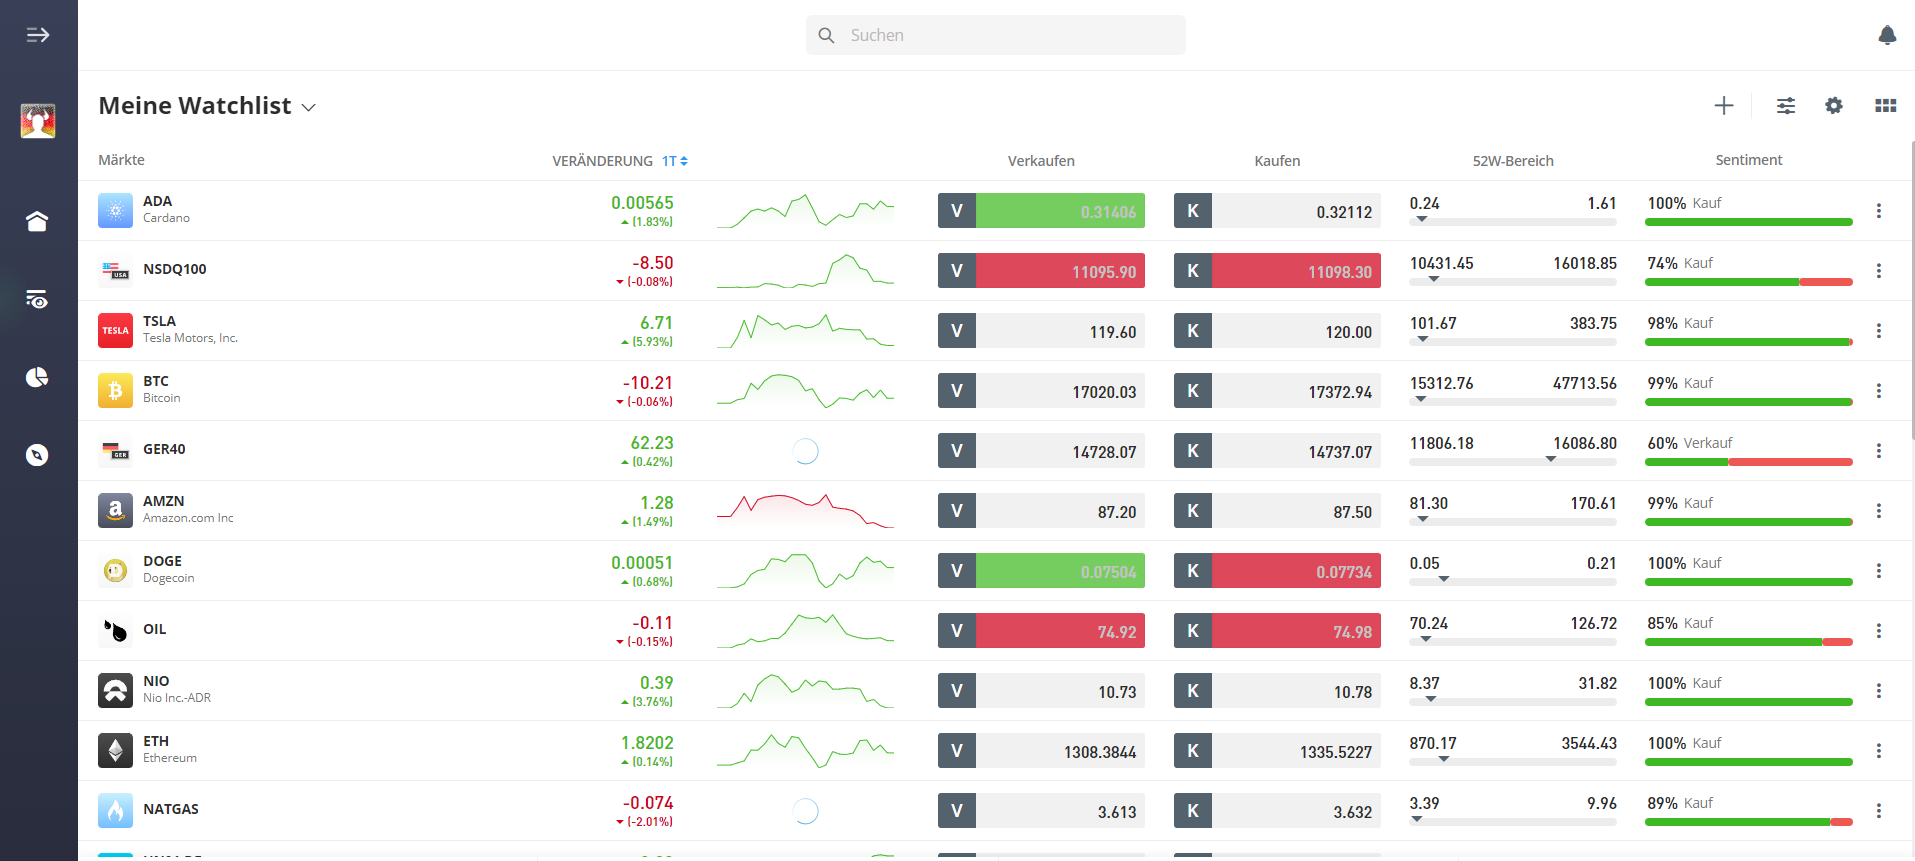 Suchen
Meine Watchlist
Märkte VERÄNDERUNG 1T Verkaufen Kaufen 52W-Bereich Sentiment
ADA 0.00565 V 0.31406 K 0.32112 0.24 1.61 100% Kauf
Cardano (1.83%)
NSDQ100 -8.50 V 11095.90 K 11098.30 10431.45 16018.85 74% Kauf
USA (-0.08%)
TESLA TSLA 6.71 V 119.60 K 120.00 101.67 383.75 98% Kauf
Tesla Motors, Inc. (5.93%)
BTC -10.21 V 17020.03 K 17372.94 15312.76 47713.56 99% Kauf
Bitcoin (-0.06%)
GER40 62.23 V 14728.07 K 14737.07 11806.18 16086.80 60% Verkauf
GER (0.42%)
a AMZN 1.28 V 87.20 K 87.50 81.30 170.61 99% Kauf
Amazon.com Inc (1.49%)
DOGE 0.00051 V 0.07504 K 0.07734 0.05 0.21 100% Kauf
Dogecoin (0.68%)
OIL -0.11 V 74.92 K 74.98 70.24 126.72 85% Kauf
(-0.15%)
NIO 0.39 V 10.73 K 10.78 8.37 31.82 100% Kauf
Nio Inc.-ADR (3.76%)
ETH 1.8202 V 1308.3844 K 1335.5227 870.17 3544.43 100% Kauf
Ethereum (0.14%)
NATGAS -0.074 V 3.613 K 3.632 3.39 9.96 89% Kauf
(-2.01%)